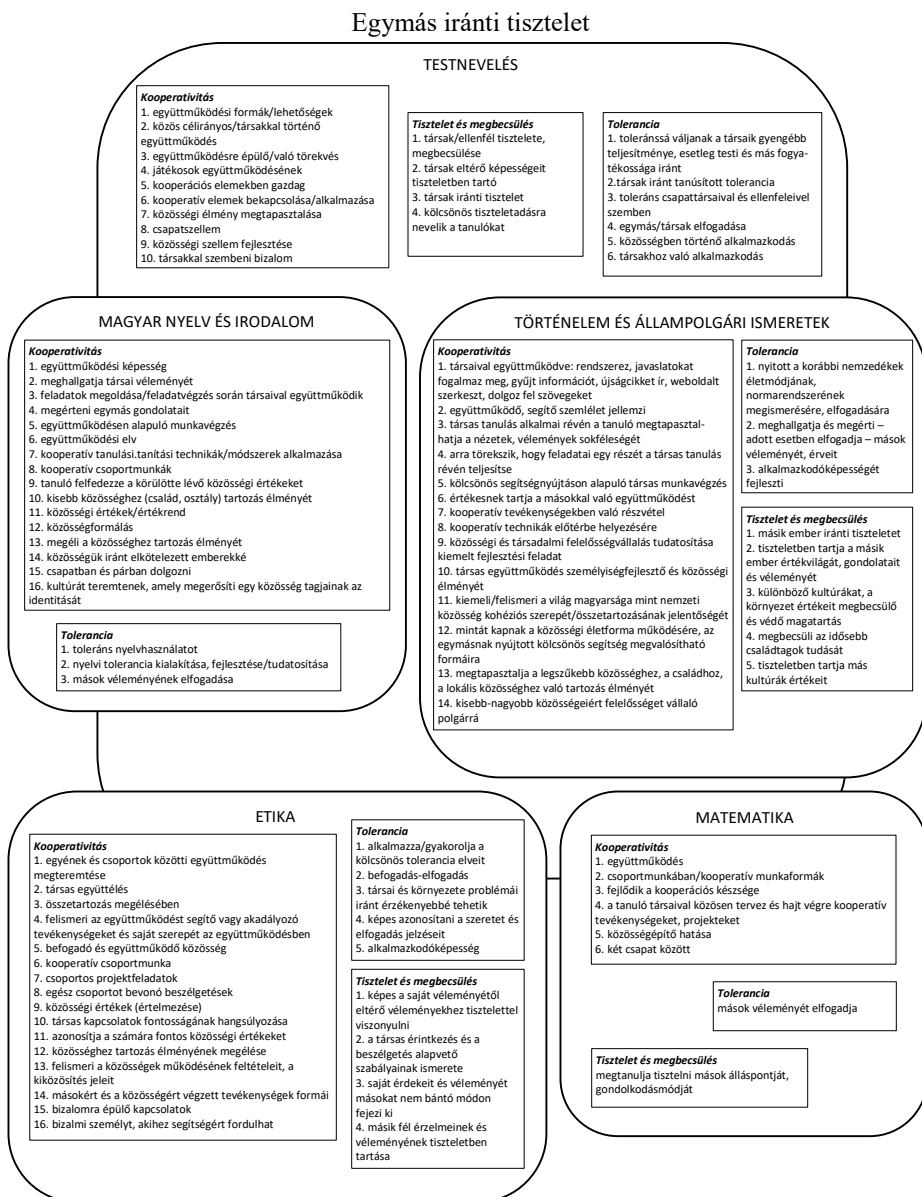 Egymás iránti tisztelet
TESTNEVELÉS
Kooperativitás
1. együttműködési formák/lehetőségek
2. közös célirányos/társakkal történő
együttműködés
3. együttműködésre épülő/való törekvés
4. játékosok együttműködésének
5. kooperációs elemekben gazdag
6. kooperatív elemek bekapcsolása/alkalmazása
7. közösségi élmény megtapasztalása
8. csapatszellem
9. közösségi szellem fejlesztése
10. társakkal szembeni bizalom
Tisztelet és megbecsülés
1. társak/ellenfél tisztelete,
megbecsülése
2. társak eltérő képességeit
tiszteletben tartó
3. társak iránti tisztelet
4. kölcsönös tiszteletadásra
nevelik a tanulókat
Tolerancia
1. toleránssá váljanak a társaik gyengébb
teljesítménye, esetleg testi és más fogya-
tékossága iránt
2.társak iránt tanúsított tolerancia
3. toleráns csapattársaival és ellenfeleivel
szemben
4. egymás/társak elfogadása
5. közösségben történő alkalmazkodás
6. társakhoz való alkalmazkodás
MAGYAR NYELV ÉS IRODALOM
Kooperativitás
1. együttműködési képesség
2. meghallgatja társai véleményét
3. feladatok megoldása/feladatvégzés során társaival együttműködik
4. megérteni egymás gondolatait
5. együttműködésen alapuló munkavégzés
6. együttműködési elv
7. kooperatív tanulási.tanítási technikák/módszerek alkalmazása
8. kooperatív csoportmunkák
9. tanuló felfedezze a körülötte lévő közösségi értékeket
10. kisebb közösséghez (család, osztály) tartozás élményét
11. közösségi értékek/értékrend
12. közösségformálás
13. megéli a közösséghez tartozás élményét
14. közösségük iránt elkötelezett emberekké
15. csapatban és párban dolgozni
16. kultúrát teremtenek, amely megerősíti egy közösség tagjainak az
identitását
Tolerancia
1. toleráns nyelvhasználatot
2. nyelvi tolerancia kialakítása, fejlesztése/tudatosítása
3. mások véleményének elfogadása
TÖRTÉNELEM ÉS ÁLLAMPOLGÁRI ISMERETEK
Kooperativitás
1. társaival együttműködve: rendszerez, javaslatokat
fogalmaz meg, gyűjt információt, újságcikket ír, weboldalt
szerkeszt, dolgoz fel szövegeket
2. együttműködő, segítő szemlélet jellemzi
3. társas tanulás alkalmai révén a tanuló megtapasztal-
hatja a nézetek, vélemények sokféleségét
4. arra törekszik, hogy feladatai egy részét a társas tanulás
révén teljesítse
5. kölcsönös segítségnyújtáson alapuló társas munkavégzés
6. értékesnek tartja a másokkal való együttműködést
7. kooperatív tevékenységekben való részvétel
8. kooperatív technikák előtérbe helyezésére
9. közösségi és társadalmi felelősségvállalás tudatosítása
kiemelt fejlesztési feladat
10. társas együttműködés személyiségfejlesztő és közösségi
élményét
11. kiemeli/felismeri a világ magyarsága mint nemzeti
közösség kohéziós szerepét/összetartozásának jelentőségét
12. mintát kapnak a közösségi életforma működésére, az
egymásnak nyújtott kölcsönös segítség megvalósítható
formáira
13. megtapasztalja a legszűkebb közösséghez, a családhoz,
a lokális közösséghez való tartozás élményét
14. kisebb-nagyobb közösségeiért felelősséget vállaló
polgárrá
Tolerancia
1. nyitott a korábbi nemzedékek
életmódjának,
normarendszerének
megismerésére, elfogadására
2. meghallgatja és megérti –
adott esetben elfogadja – mások
véleményét, érveit
3. alkalmazkodóképességét
fejleszti
Tisztelet és megbecsülés
1. másik ember iránti tiszteletet
2. tiszteletben tartja a másik
ember értékvilágát, gondolatait
és véleményét
3. különböző kultúrákat, a
környezet értékeit megbecsülő
és védő magatartás
4. megbecsüli az idősebb
családtagok tudását
5. tiszteletben tartja más
kultúrák értékeit
ETIKA
Kooperativitás
1. egyének és csoportok közötti együttműködés
megteremtése
2. társas együttélés
3. összetartozás megélésében
4. felismeri az együttműködést segítő vagy akadályozó
tevékenységeket és saját szerepét az együttműködésben
5. befogadó és együttműködő közösség
6. kooperatív csoportmunka
7. csoportos projektfeladatok
8. egész csoportot bevonó beszélgetések
9. közösségi értékek (értelmezése)
10. társas kapcsolatok fontosságának hangsúlyozása
11. azonosítja a számára fontos közösségi értékeket
12. közösséghez tartozás élményének megélése
13. felismeri a közösségek működésének feltételeit, a
kiközösítés jeleit
14. másokért és a közösségért végzett tevékenységek formái
15. bizalomra épülő kapcsolatok
16. bizalmi személyt, akihez segítségért fordulhat
Tolerancia
1. alkalmazza/gyakorolja a
kölcsönös tolerancia elveit
2. befogadás-elfogadás
3. társai és környezete problémái
iránt érzékenyebbé tehetik
4. képes azonosítani a szeretet és
elfogadás jelzéseit
5. alkalmazkodóképesség
Tisztelet és megbecsülés
1. képes a saját véleményétől
eltérő véleményekhez tisztelettel
viszonyulni
2. a társas érintkezés és a
beszélgetés alapvető
szabályainak ismerete
3. saját érdekeit és véleményét
másokat nem bántó módon
fejezi ki
4. másik fél érzelmeinek és
véleményének tiszteletben
tartása
MATEMATIKA
Kooperativitás
1. együttműködés
2. csoportmunkában/kooperatív munkaformák
3. fejlődik a kooperációs készsége
4. a tanuló társaival közösen tervez és hajt végre kooperatív
tevékenységeket, projekteket
5. közösségépítő hatása
6. két csapat között
Tolerancia
mások véleményét elfogadja
Tisztelet és megbecsülés
megtanulja tisztelni mások álláspontját,
gondolkodásmódját